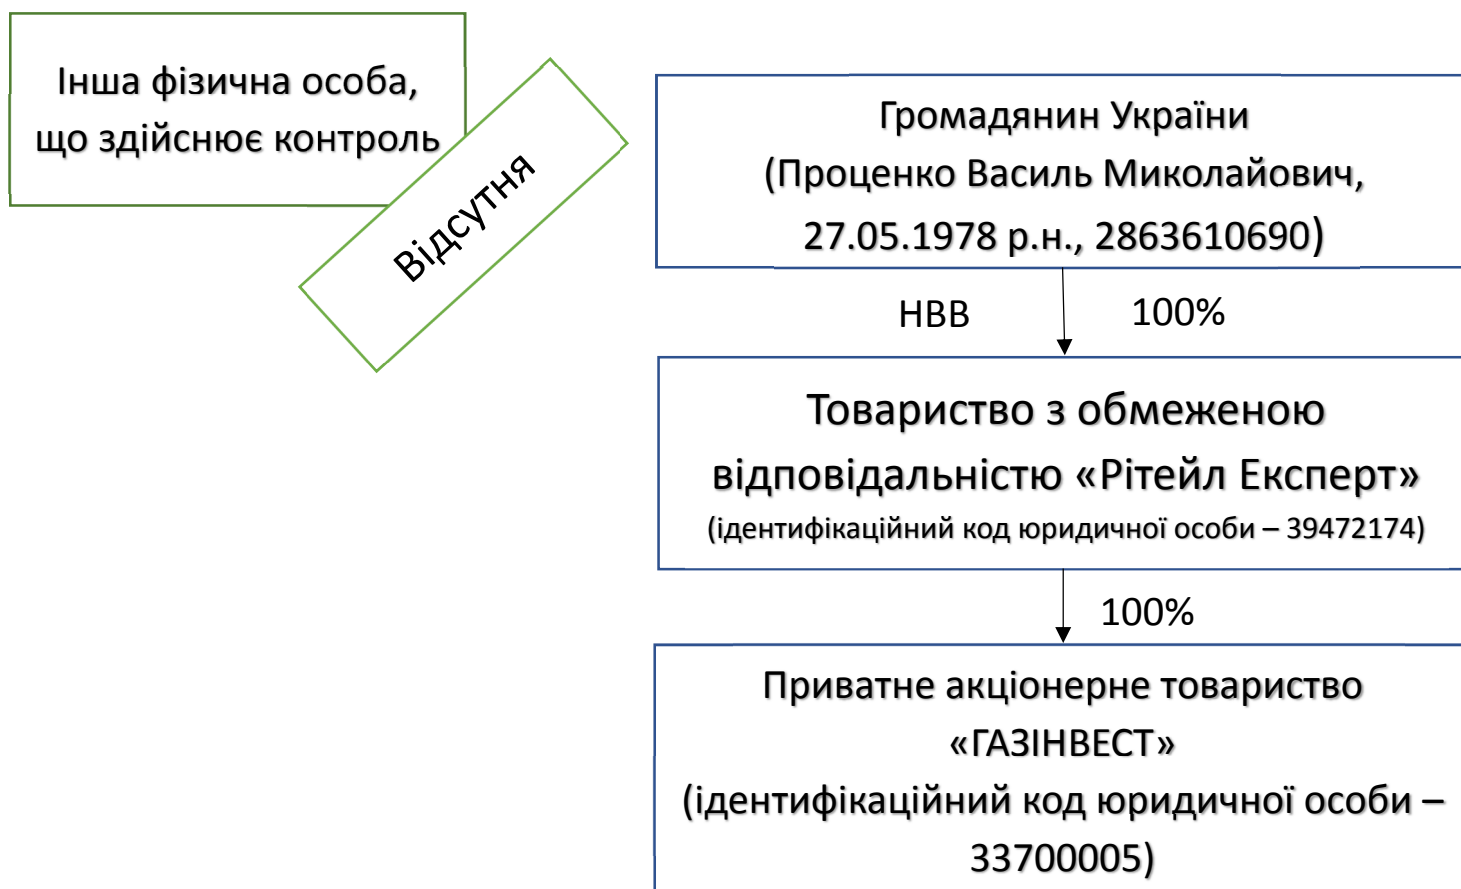 Інша фізична особа,
що здійснює контроль
Відсутня
Громадянин України
(Проценко Василь Миколайович,
27.05.1978 р.н., 2863610690)
НВВ 100%
Товариство з обмеженою
відповідальністю «Рітейл Експерт»
(ідентифікаційний код юридичної особи – 39472174)
100%
Приватне акціонерне товариство
«ГАЗІНВЕСТ»
(ідентифікаційний код юридичної особи –
33700005)